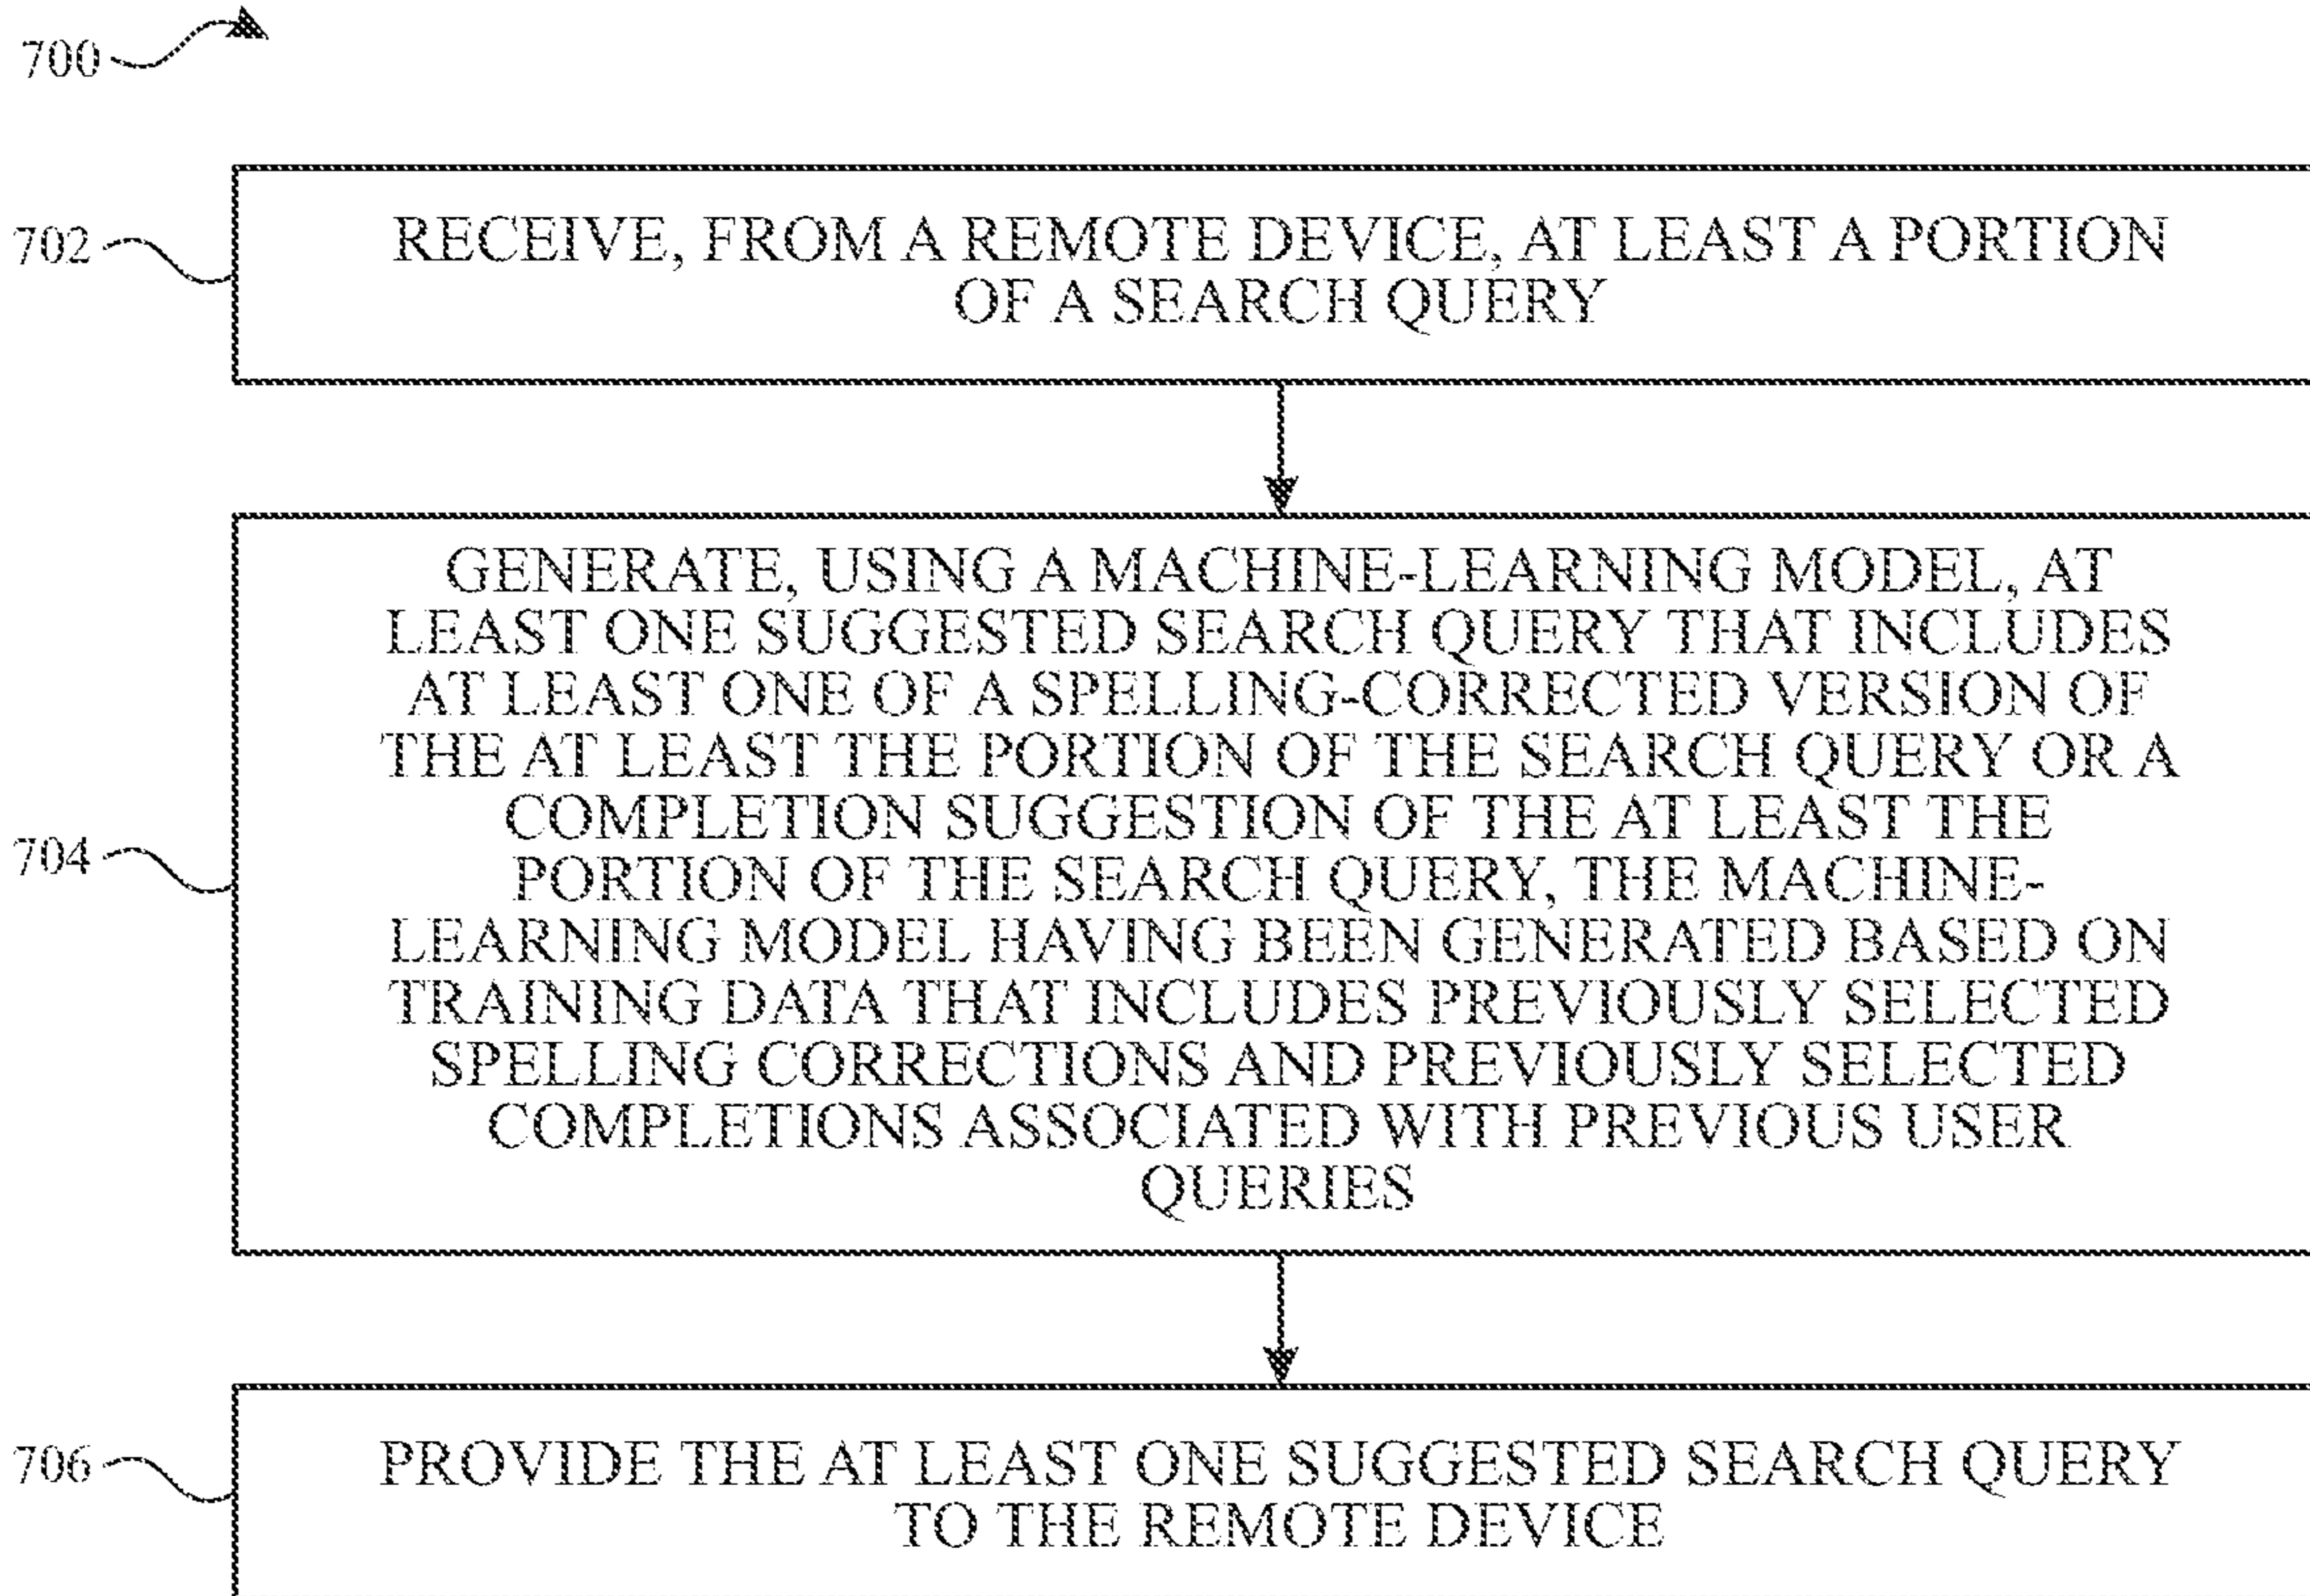 700
702
RECEIVE, FROM A REMOTE DEVICE, AT LEAST A PORTION
OF A SEARCH QUERY
704
GENERATE, USING A MACHINE-LEARNING MODEL, AT
LEAST ONE SUGGESTED SEARCH QUERY THAT INCLUDES
AT LEAST ONE OF A SPELLING-CORRECTED VERSION OF
THE AT LEAST THE PORTION OF THE SEARCH QUERY OR A
COMPLETION SUGGESTION OF THE AT LEAST THE
PORTION OF THE SEARCH QUERY, THE MACHINE-
LEARNING MODEL HAVING BEEN GENERATED BASED ON
TRAINING DATA THAT INCLUDES PREVIOUSLY SELECTED
SPELLING CORRECTIONS AND PREVIOUSLY SELECTED
COMPLETIONS ASSOCIATED WITH PREVIOUS USER
QUERIES
706
PROVIDE THE AT LEAST ONE SUGGESTED SEARCH QUERY
TO THE REMOTE DEVICE